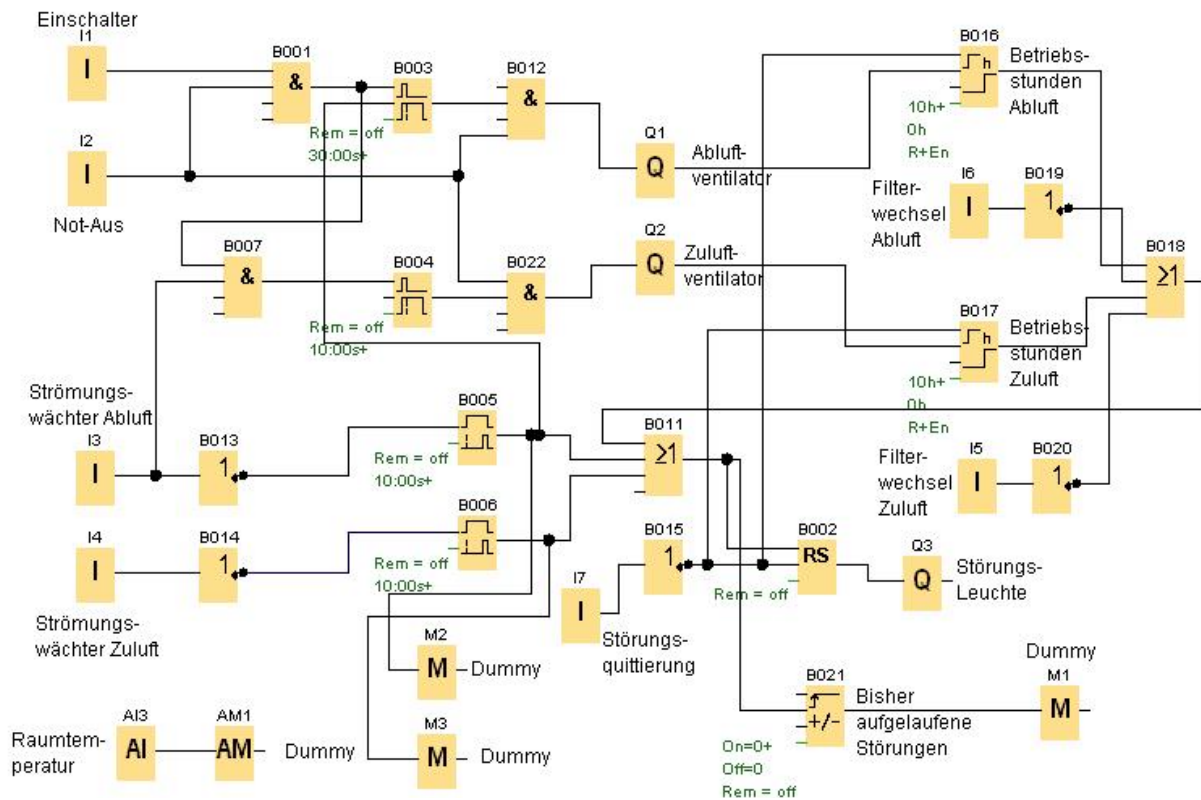 Einschalter
I1
I
B001
&
B003
B012
&
Rem = off
30:00s+
I2
I
Not-Aus
Q1
Q
Abluft-
ventilator
B016
h
Betriebs-
stunden
Abluft
10h+
0h
R+En
Filter-
wechsel
Abluft
I6
I
B019
1
B007
&
B004
B022
&
Rem = off
10:00s+
Q2
Q
Zuluft-
ventilator
B018
≥1
B017
h
Betriebs-
stunden
Zuluft
10h+
0h
R+En
Strömungs-
wächter Abluft
I3
I
B013
1
B005
Rem = off
10:00s+
B011
≥1
Filter-
wechsel
Zuluft
I5
I
B020
1
I4
I
B014
1
B006
Rem = off
10:00s+
Strömungs-
wächter Zuluft
I7
I
Störungs-
quittierung
B015
1
B002
RS
Rem = off
Q3
Q
Störungs-
Leuchte
M2
M
Dummy
M3
M
Dummy
B021
+/-
Bisher
aufgelaufene
Störungen
On=0+
Off=0
Rem = off
Dummy
M1
M
Raumtem-
peratur
AI3
AI
AM1
AM
Dummy